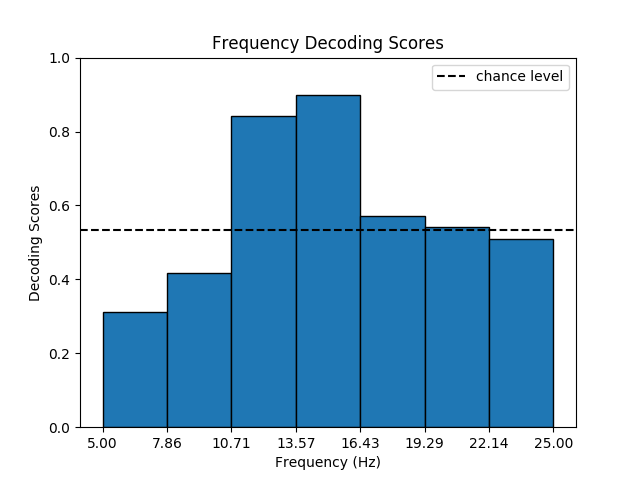 Frequency Decoding Scores
chance level
Decoding Scores
1.0
0.8
0.6
0.4
0.2
0.0
5.00 7.86 10.71 13.57 16.43 19.29 22.14 25.00
Frequency (Hz)